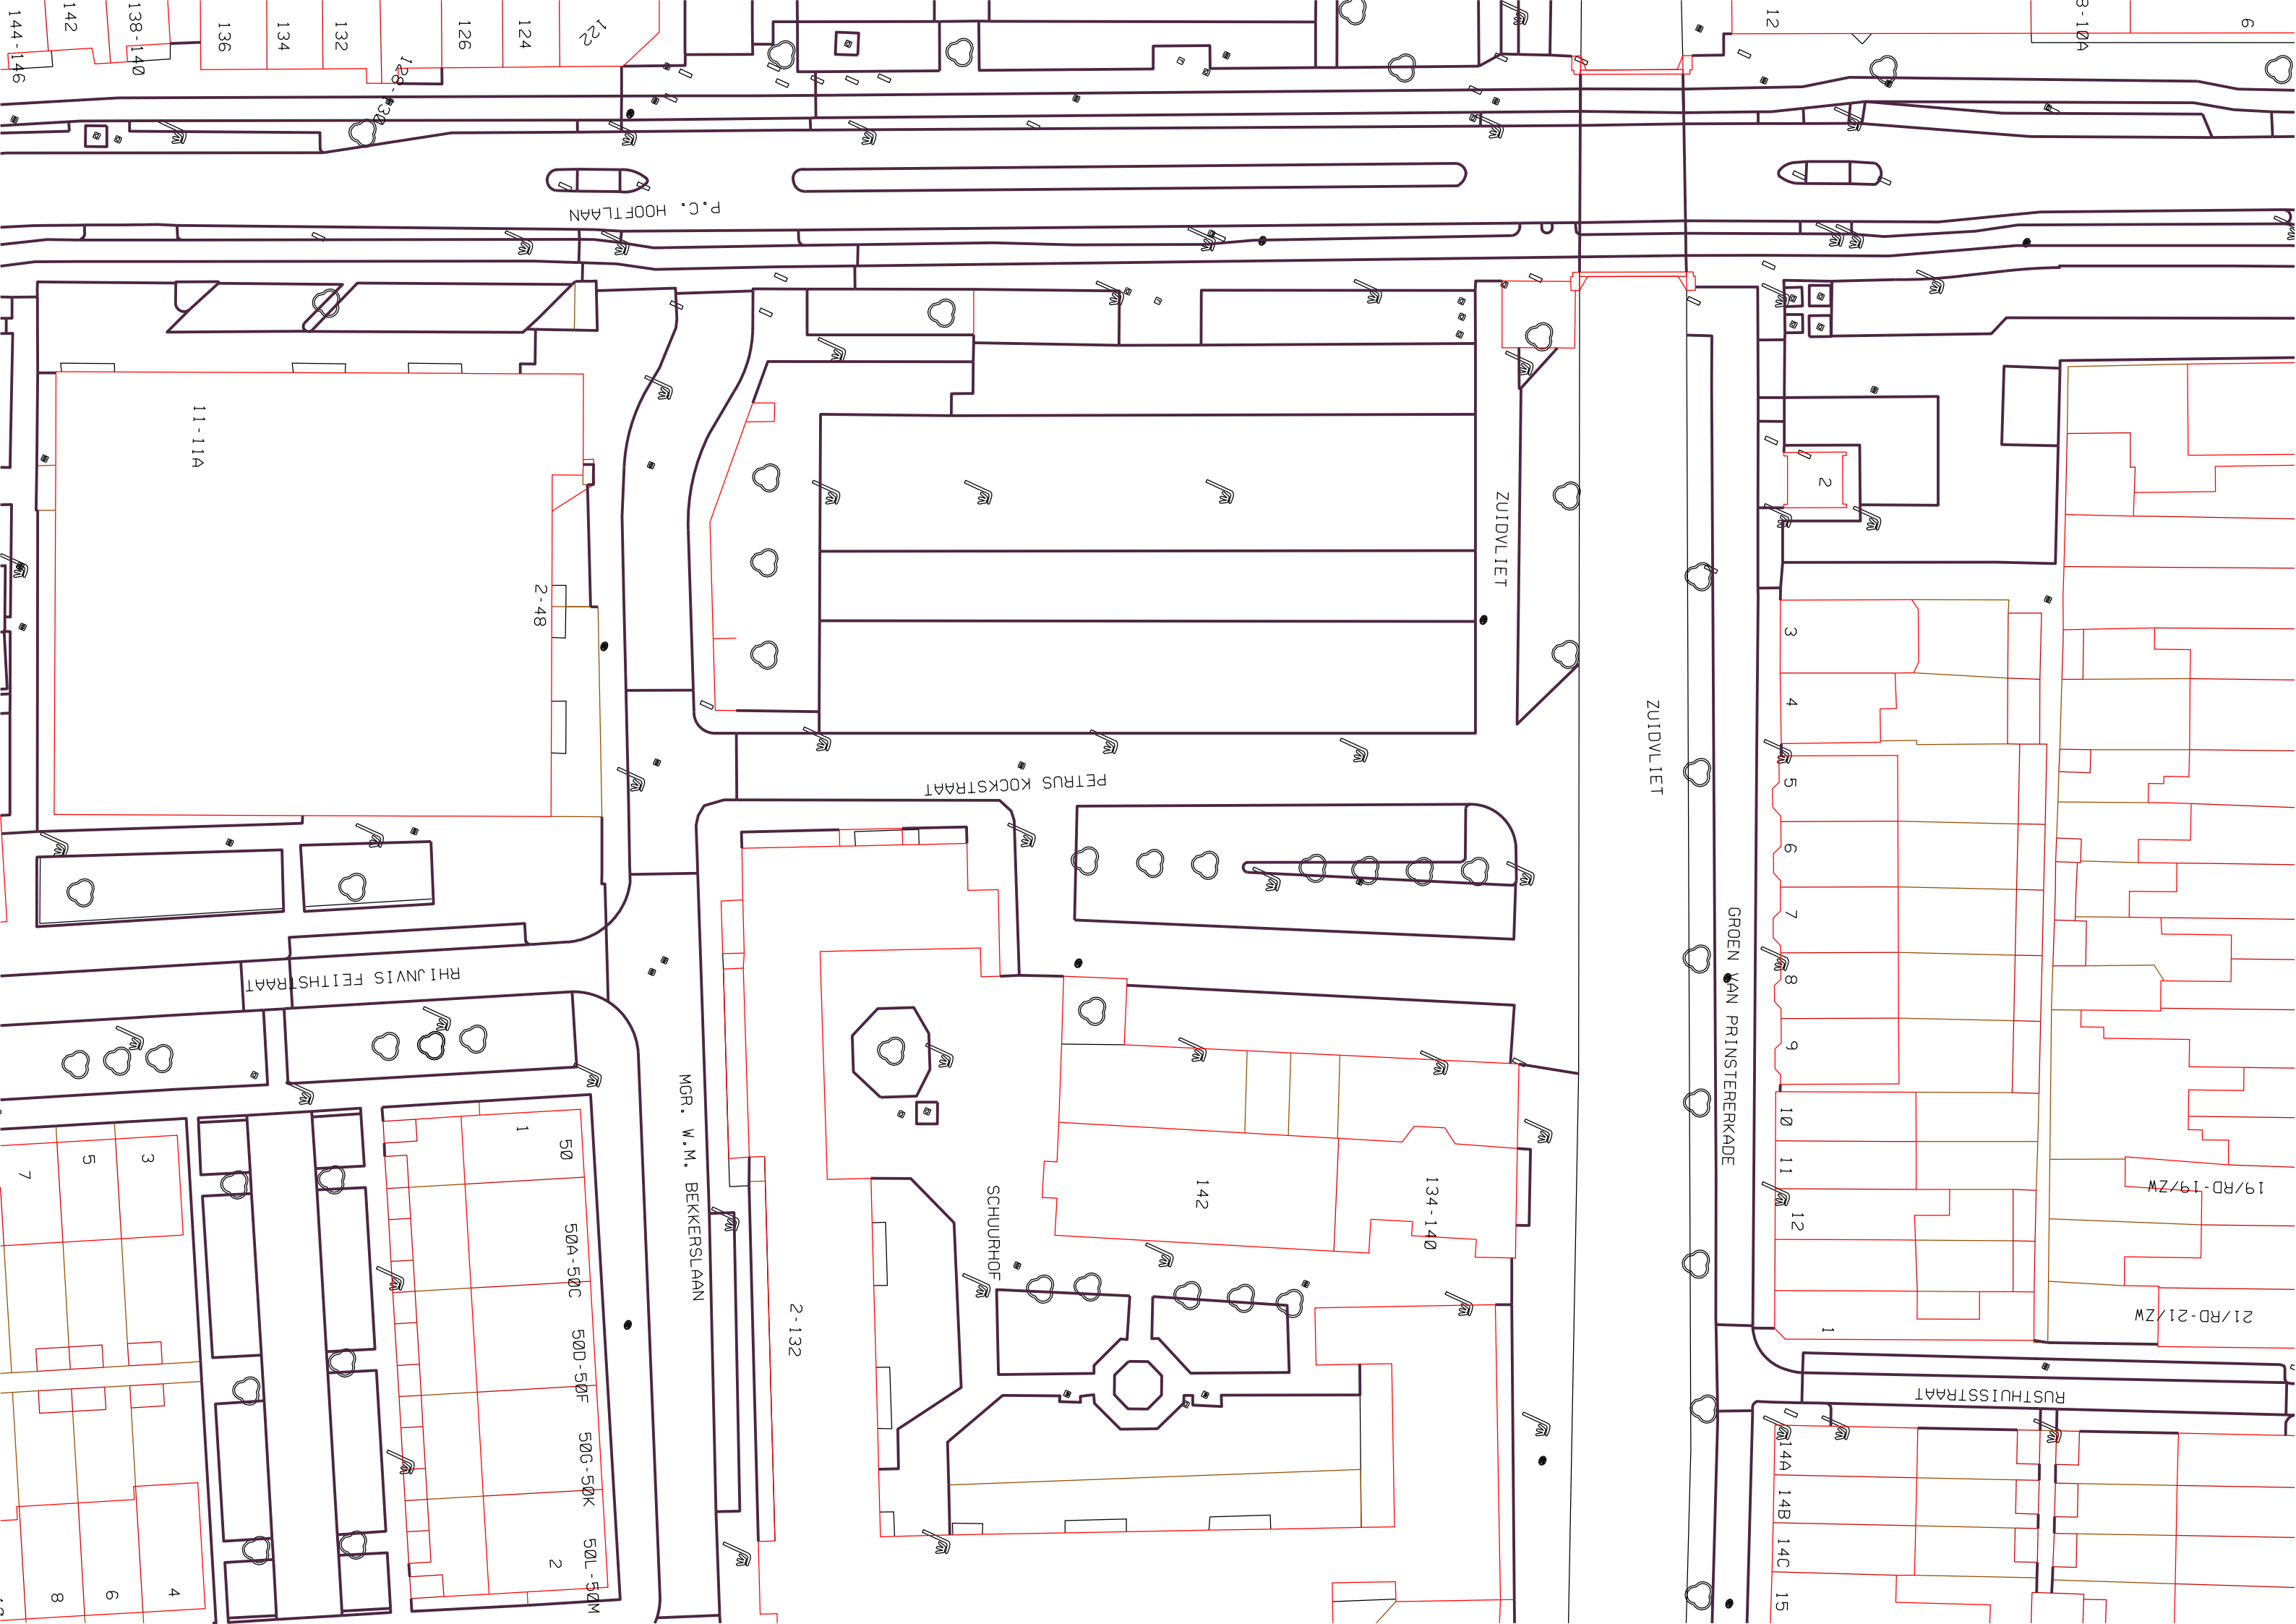 144-146
142
138-140
136
134
132
128-130
126
124
122
12
8-10A
6
P.C. HOOFTLAAN
11-11A
2-48
ZUIDVLIET
2
3
4
ZUIDVLIET
PETRUS KOCKSTRAAT
5
6
7
8
9
GROEN VAN PRINSTERERKADE
RHIJNVIS FEITHSTRAAT
MGR. W.M. BEKKERSLAAN
10
11
12
1
7
5
3
1
50
50A-50C
50D-50F
50G-50K
50L-50M
SCHUURHOF
142
134-140
19/RD-19/ZW
21/RD-21/ZW
2-132
RUSTHUISSTRAAT
14A
14B
14C
15
8
6
4
2